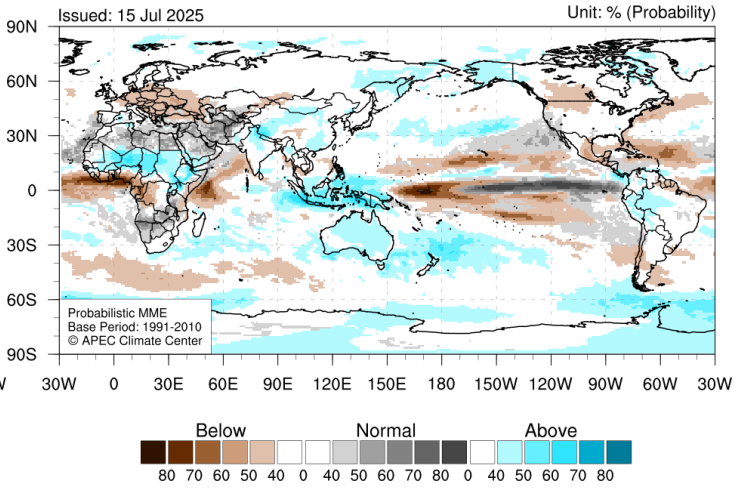 Issued: 15 Jul 2025
Unit: % (Probability)
90N
60N
30N
0
30S
60S
90S
Probabilistic MME
Base Period: 1991-2010
© APEC Climate Center
W 30W 0 30E 60E 90E 120E 150E 180 150W 120W 90W 60W 30W
Below Normal Above
80 70 60 50 40 0 40 50 60 70 80 0 40 50 60 70 80